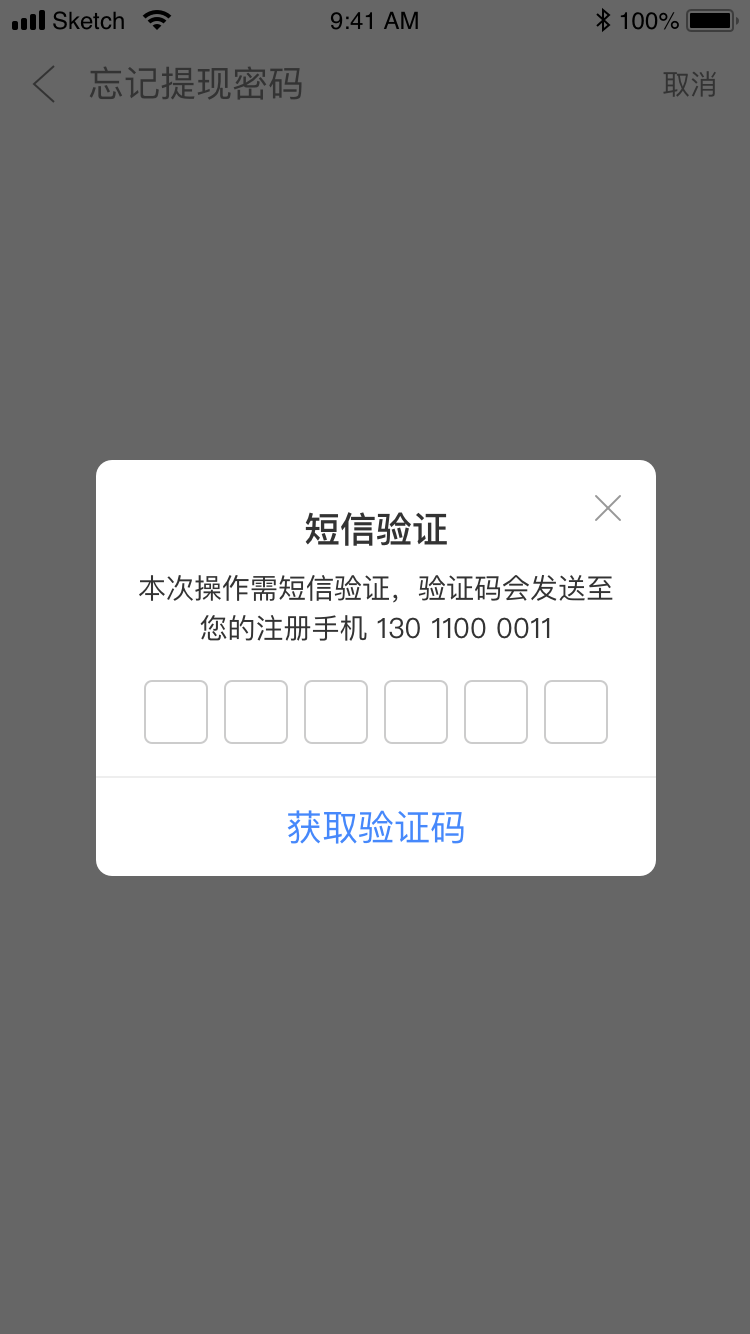 Sketch 9:41 AM 100%
忘记提现密码 取消
短信验证
本次操作需短信验证，验证码会发送至
您的注册手机 130 1100 0011
获取验证码